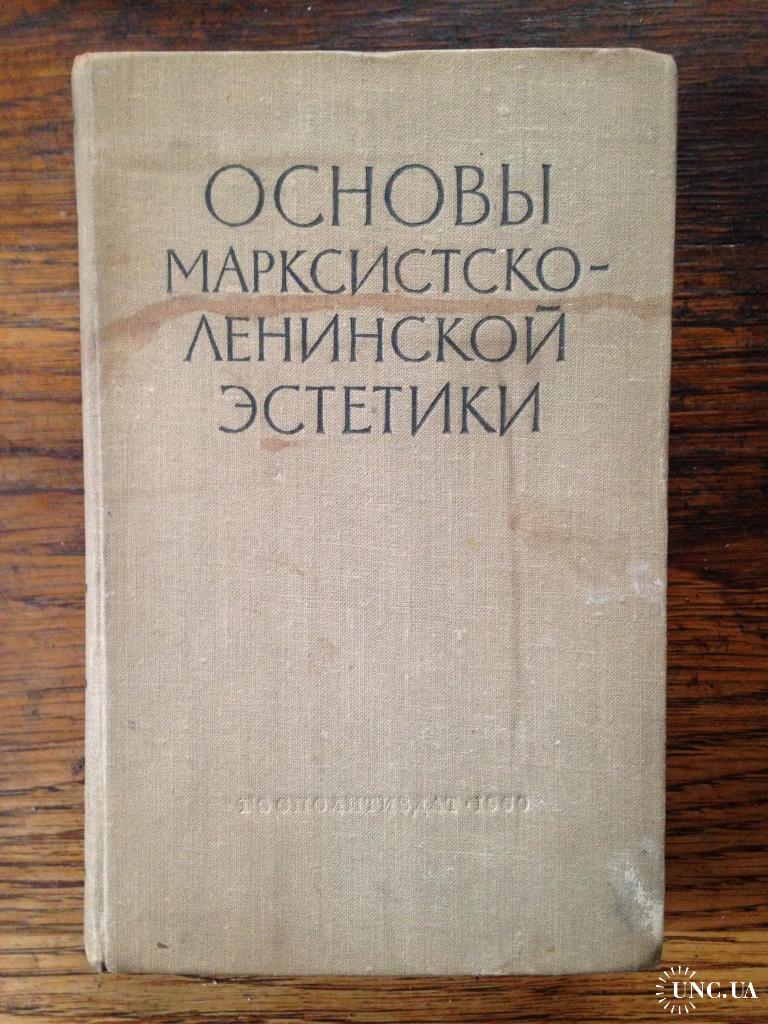 ОСНОВЫ
МАРКСИСТСКО-
ЛЕНИНСКОЙ
ЭСТЕТИКИ
ГОСПОЛИТИЗДАТ·1960
UNC.UA